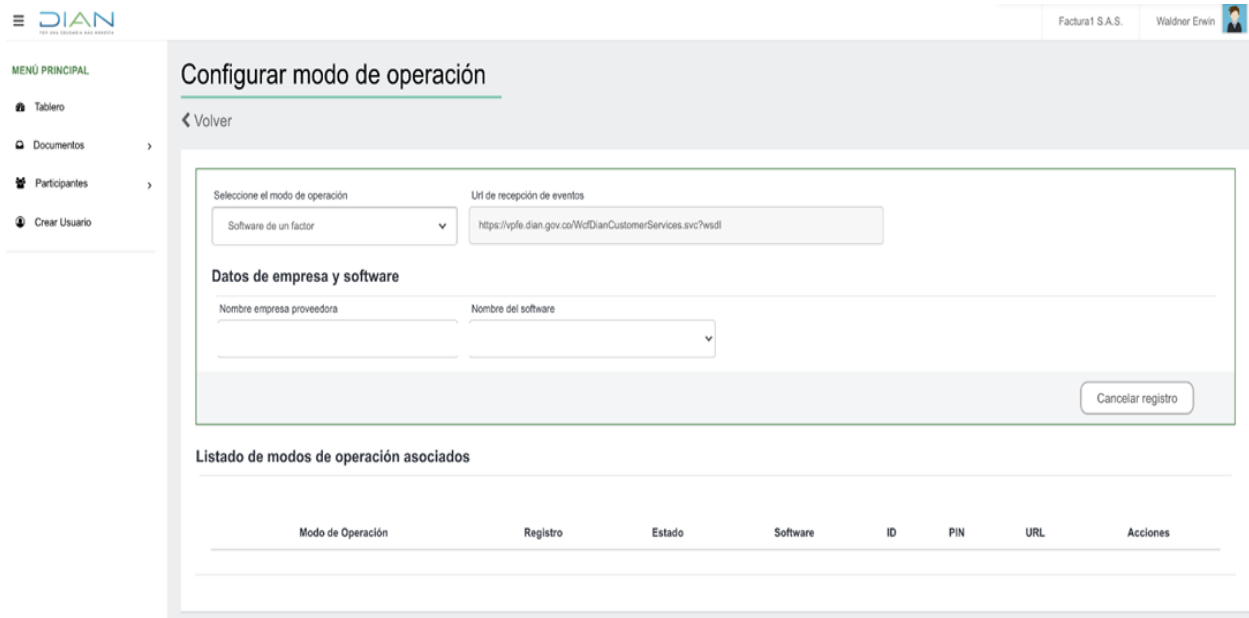 DIAN
Factura1 S.A.S.
Waldner Erwin
MENÚ PRINCIPAL
Tablero
Documentos
Participantes
Crear Usuario
Configurar modo de operación
Volver
Seleccione el modo de operación
Url de recepción de eventos
Software de un factor
https://vpfe.dian.gov.co/WcfDianCustomerServices.svc?wsdl
Datos de empresa y software
Nombre empresa proveedora
Nombre del software
Cancelar registro
Listado de modos de operación asociados
Modo de Operación Registro Estado Software ID PIN URL Acciones